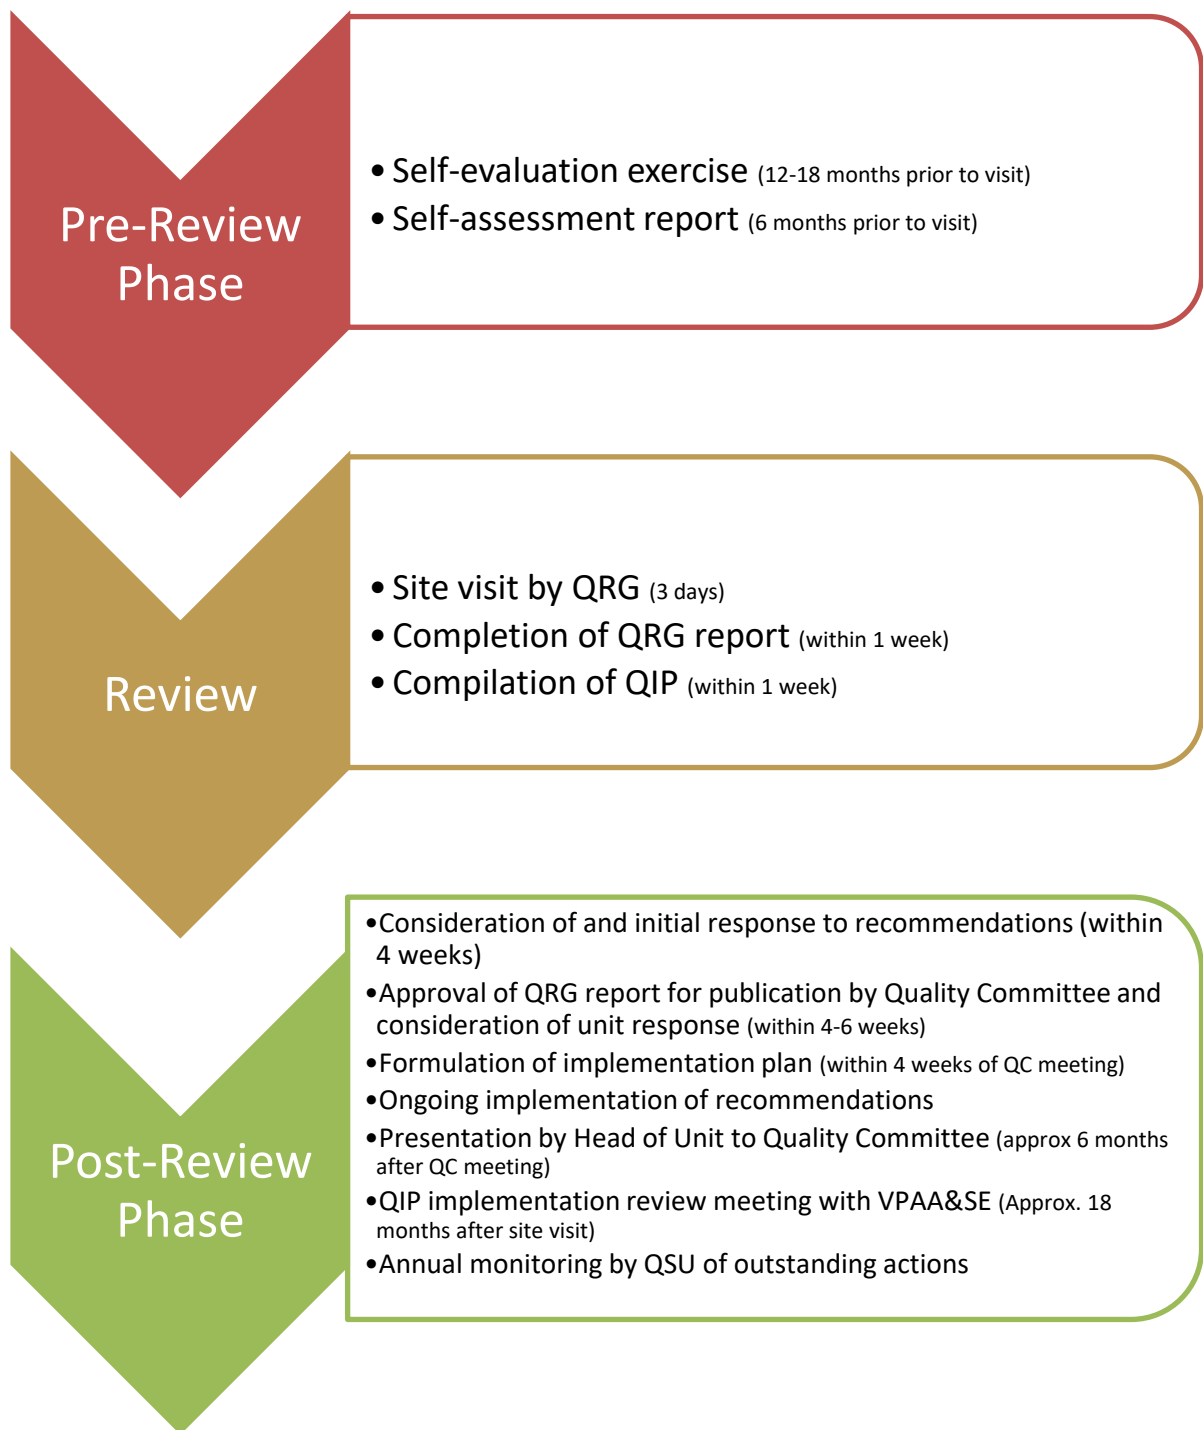 Pre-Review
Phase
• Self-evaluation exercise (12-18 months prior to visit)
• Self-assessment report (6 months prior to visit)
Review
• Site visit by QRG (3 days)
• Completion of QRG report (within 1 week)
• Compilation of QIP (within 1 week)
Post-Review
Phase
•Consideration of and initial response to recommendations (within
4 weeks)
•Approval of QRG report for publication by Quality Committee and
consideration of unit response (within 4-6 weeks)
•Formulation of implementation plan (within 4 weeks of QC meeting)
•Ongoing implementation of recommendations
•Presentation by Head of Unit to Quality Committee (approx 6 months
after QC meeting)
•QIP implementation review meeting with VPAA&SE (Approx. 18
months after site visit)
•Annual monitoring by QSU of outstanding actions